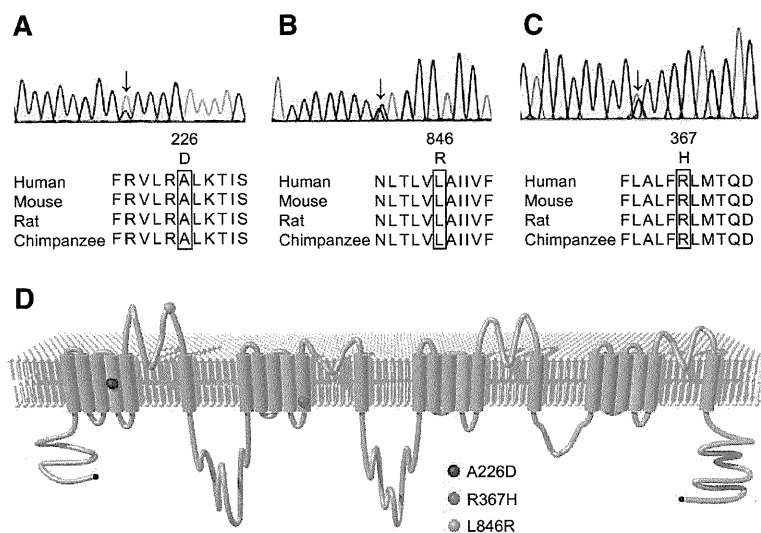 A
B
C
226
D
Human FRVLRALKTIS
Mouse FRVLRALKTIS
Rat FRVLRALKTIS
Chimpanzee FRVLRALKTIS
846
R
Human NLTLVLAIIVF
Mouse NLTLVLAIIVF
Rat NLTLVLAIIVF
Chimpanzee NLTLVLAIIVF
367
H
Human FLALFRLMTQD
Mouse FLALFRLMTQD
Rat FLALFRLMTQD
Chimpanzee FLALFRLMTQD
D
A226D
R367H
L846R